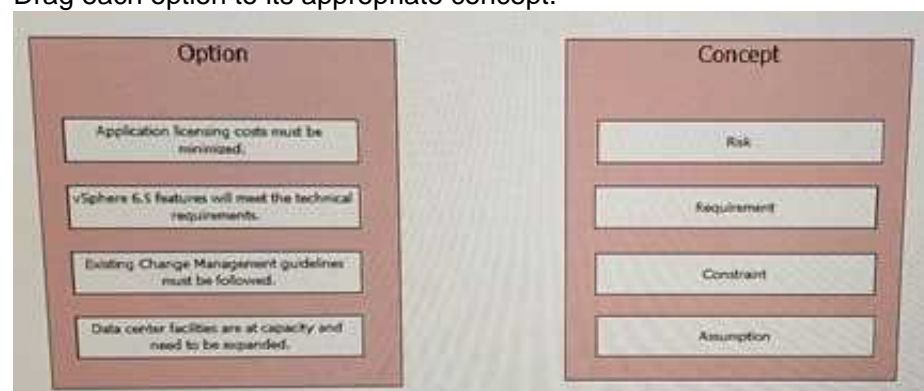 Drag each option to its appropriate concept.
Option
Application licensing costs must be
minimized.
vSphere 6.5 features will meet the technical
requirements.
Existing Change Management guidelines
must be followed.
Data center facilities are at capacity and
need to be expanded.
Concept
Risk
Requirement
Constraint
Assumption